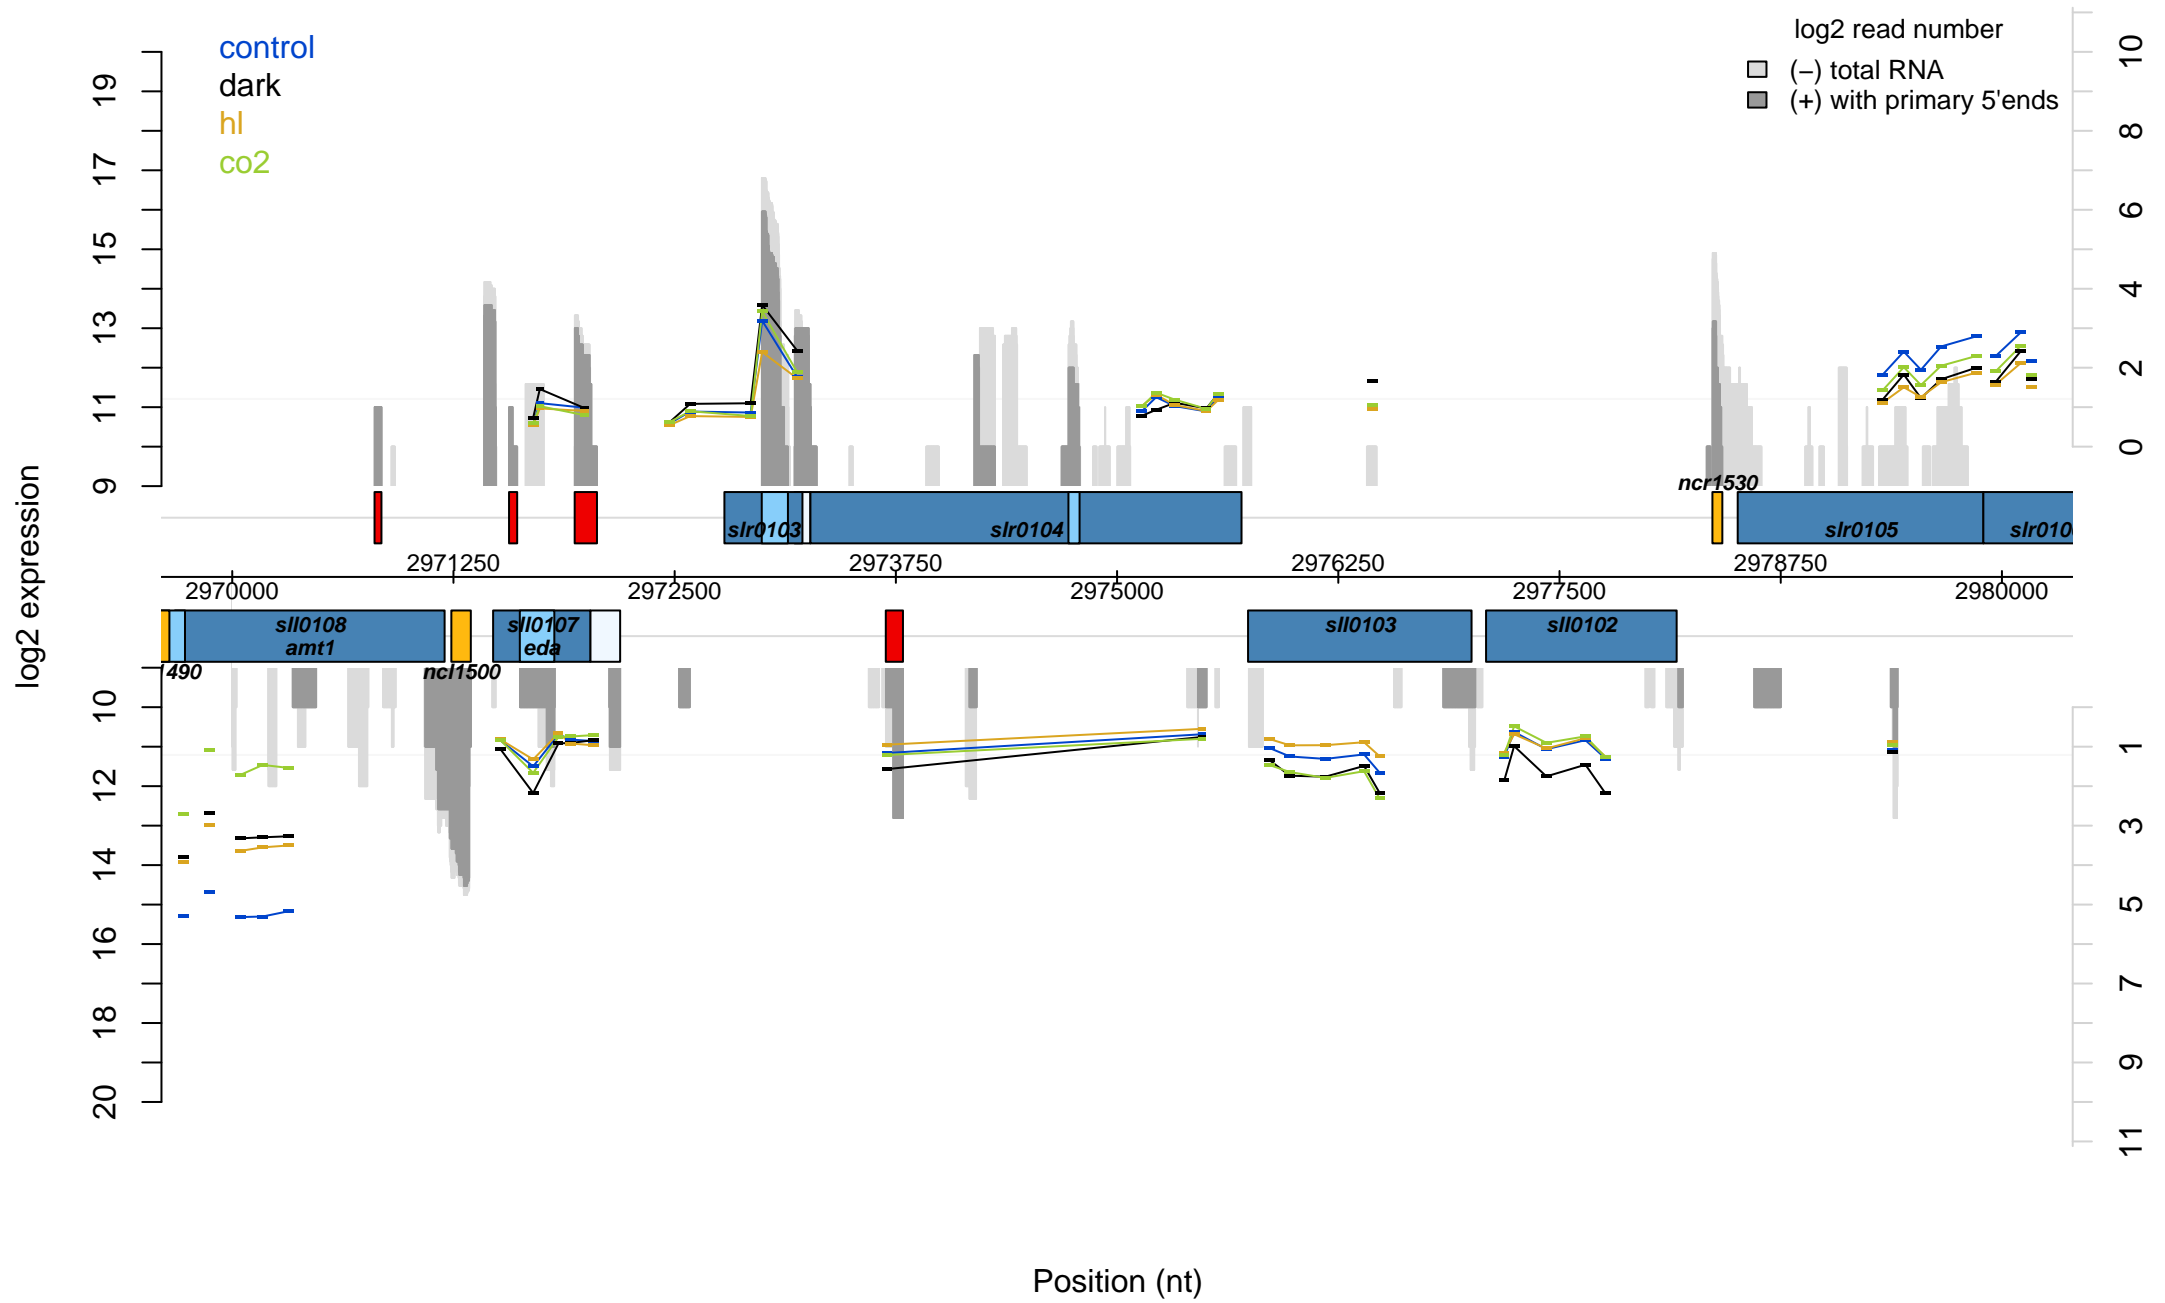 control
dark
hl
co2
log2 read number
(−) total RNA
(+) with primary 5'ends
19
17
15
13
11
9
10
8
6
4
2
0
log2 expression
ncr1530
slr0103
slr0104
slr0105
slr010
2971250
2973750
2976250
2978750
2970000
2972500
2975000
2977500
2980000
sll0108
amt1
sll0107
eda
sll0103
sll0102
490
ncl1500
10
12
14
16
18
20
1
3
5
7
9
11
Position (nt)